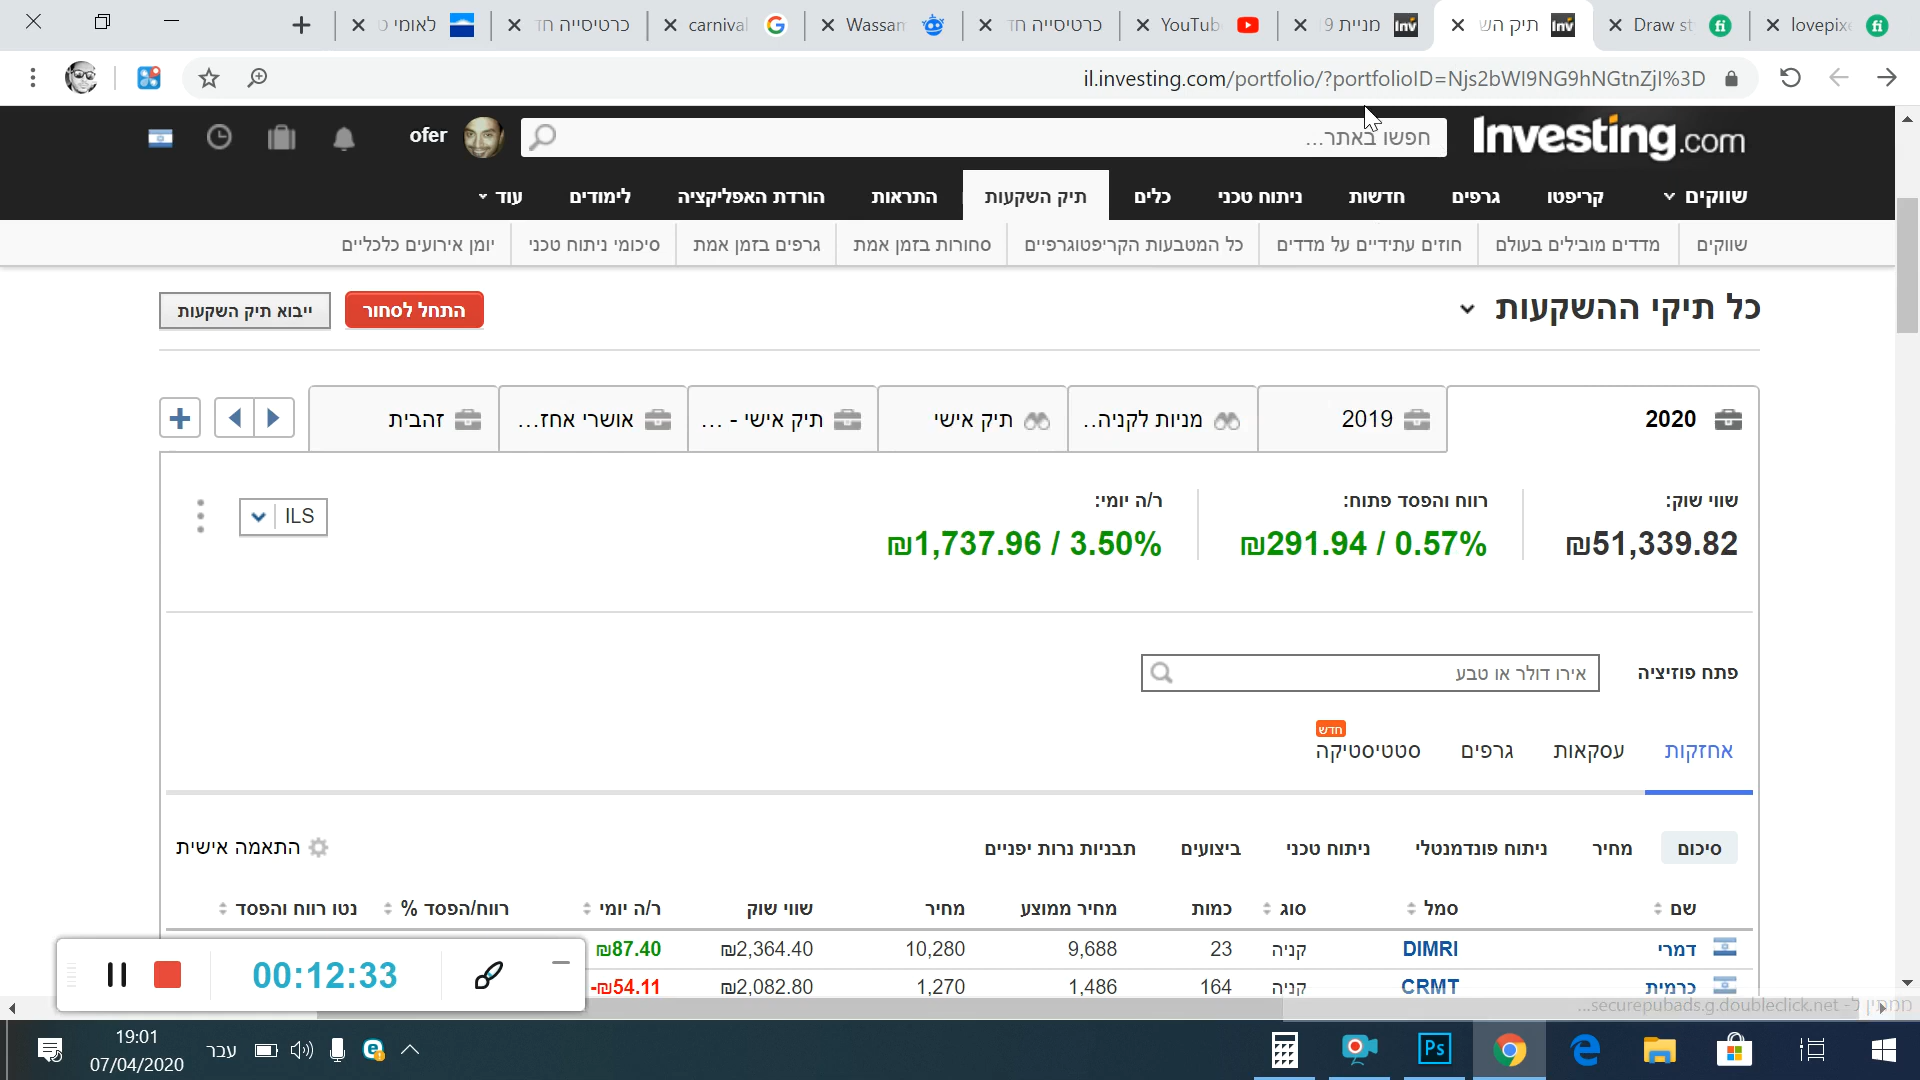 lovepix
Draw st
תיק הש
מניית 19
YouTub
כרטיסייה חד
Wassam
carnival
כרטיסייה חד
לאומי ט
il.investing.com/portfolio/?portfolioID=Njs2bWI9NG9hNGtnZjI%3D
Investing.com
חפשו באתר...
ofer
שווקים
קריפטו
גרפים
חדשות
ניתוח טכני
כלים
תיק השקעות
התראות
הורדת האפליקציה
לימודים
עוד
שווקים
מדדים מובילים בעולם
חוזים עתידיים על מדדים
כל המטבעות הקריפטוגרפיים
סחורות בזמן אמת
גרפים בזמן אמת
סיכומי ניתוח טכני
יומן אירועים כלכליים
כל תיקי ההשקעות
התחל לסחור
ייבוא תיק השקעות
2020
2019
מניות לקניה..
תיק אישי
תיק אישי - ...
אושרי אחז...
זהבית
שווי שוק:
₪51,339.82
רווח והפסד פתוח:
₪291.94 / 0.57%
ר/ה יומי:
₪1,737.96 / 3.50%
ILS
פתח פוזיציה
אירו דולר או טבע
חדש
אחזקות
עסקאות
גרפים
סטטיסטיקה
סיכום
מחיר
ניתוח פונדמנטלי
ניתוח טכני
ביצועים
תבניות נרות יפניים
התאמה אישית
שם
סמל
סוג
כמות
מחיר ממוצע
מחיר
שווי שוק
ר/ה יומי
רווח/הפסד %
נטו רווח והפסד
דמרי DIMRI קניה 23 9,688 10,280 ₪2,364.40 ₪87.40
כרמית CRMT קניה 164 1,486 1,270 ₪2,082.80 -₪54.11
00:12:33
ממתין ל- securepubads.g.doubleclick.net...
Ps
עבר
19:01
07/04/2020